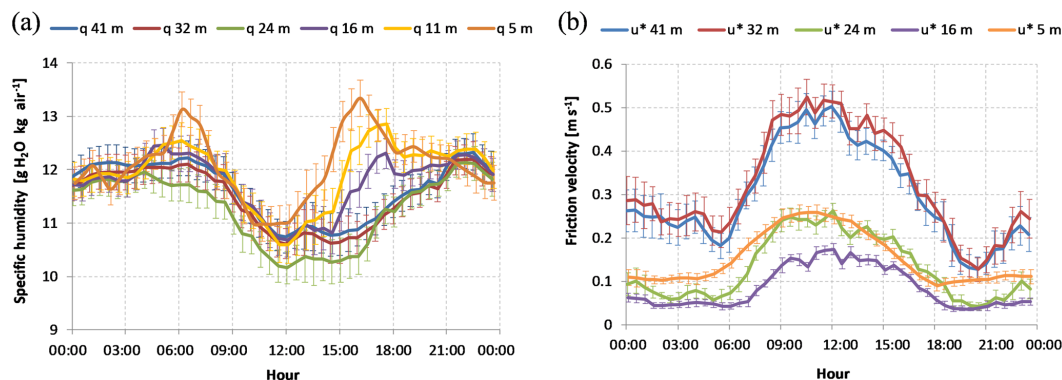 (a)
q 41 m q 32 m q 24 m q 16 m q 11 m q 5 m
Specific humidity [g H₂O kg air⁻¹]
14
13
12
11
10
9
00:00 03:00 06:00 09:00 12:00 15:00 18:00 21:00 00:00
Hour
(b)
u* 41 m u* 32 m u* 24 m u* 16 m u* 5 m
Friction velocity [m s⁻¹]
0.6
0.5
0.4
0.3
0.2
0.1
0
00:00 03:00 06:00 09:00 12:00 15:00 18:00 21:00 00:00
Hour